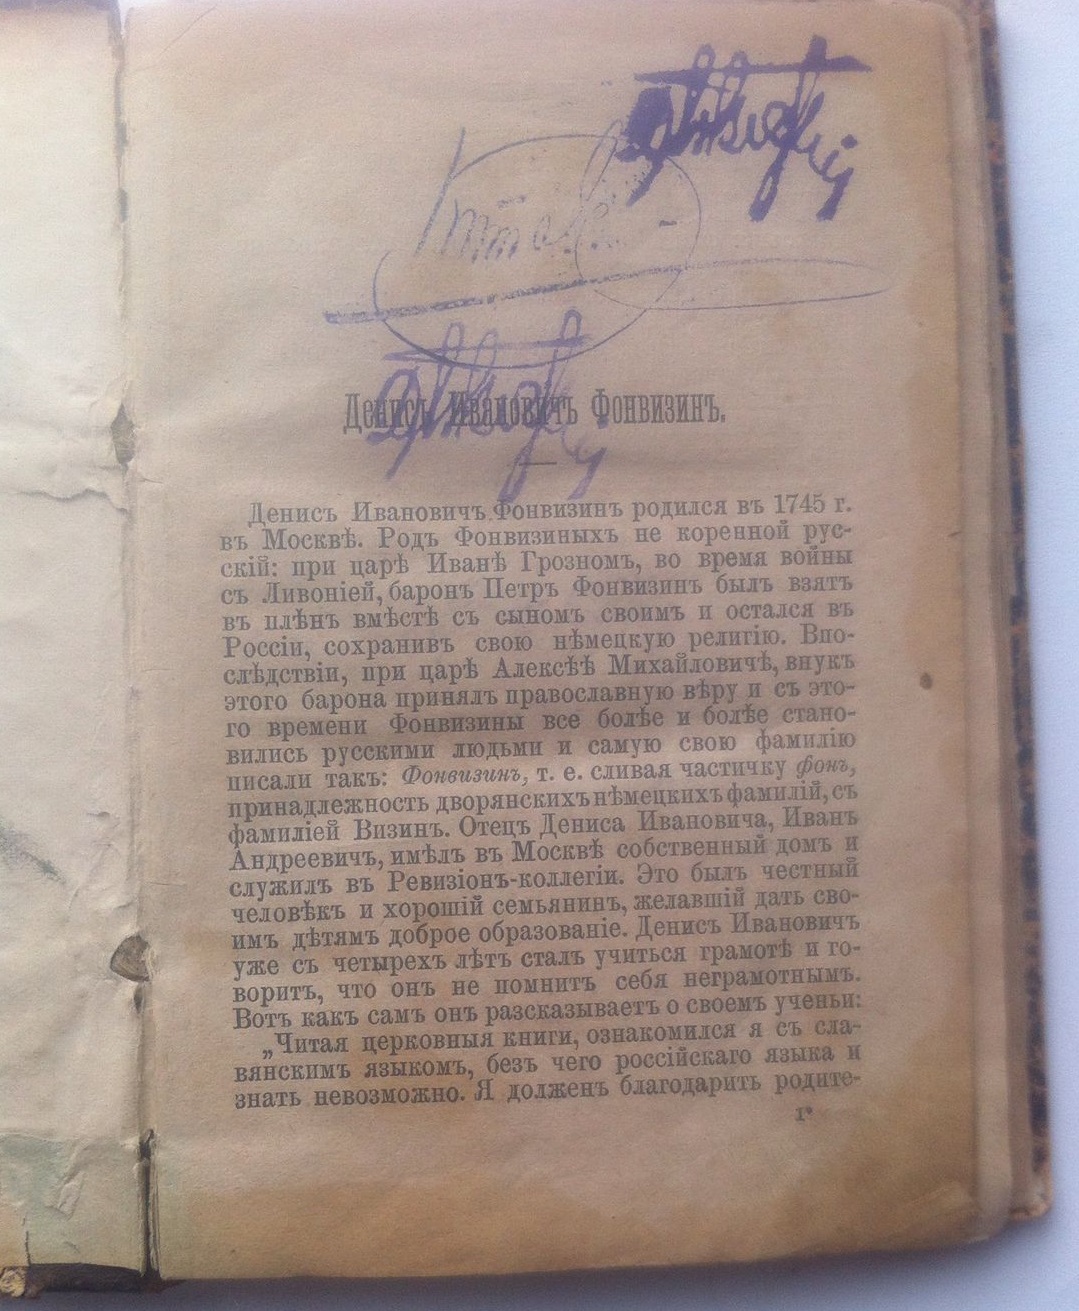 Денисъ Ивановичъ Фонвизинъ.
Денисъ Ивановичъ Фонвизинъ родился въ 1745 г.
въ Москвѣ. Родъ Фонвизиныхъ не коренной рус-
скій: при царѣ Иванѣ Грозномъ, во время войны
съ Ливоніей, баронъ Петръ Фонвизинъ былъ взятъ
въ плѣнъ вмѣстѣ съ сыномъ своимъ и остался въ
Россіи, сохранивъ свою нѣмецкую религію. Впо-
слѣдствіи, при царѣ Алексѣѣ Михайловичѣ, внукъ
этого барона принялъ православную вѣру и съ это-
го времени Фонвизины все болѣе и болѣе стано-
вились русскими людьми и самую свою фамилію
писали такъ: Фонвизинъ, т. е. сливая частичку фонъ,
принадлежность дворянскихъ нѣмецкихъ фамилій, съ
фамиліей Визинъ. Отецъ Дениса Ивановича, Иванъ
Андреевичъ, имѣлъ въ Москвѣ собственный домъ и
служилъ въ Ревизіонъ-коллегіи. Это былъ честный
человѣкъ и хорошій семьянинъ, желавшій дать сво-
имъ дѣтямъ доброе образованіе. Денисъ Ивановичъ
уже съ четырехъ лѣтъ сталъ учиться грамотѣ и го-
воритъ, что онъ не помнитъ себя неграмотнымъ.
Вотъ какъ самъ онъ разсказываетъ о своемъ ученьи:
„Читая церковныя книги, ознакомился я съ сла-
вянскимъ языкомъ, безъ чего россійскаго языка и
знать невозможно. Я долженъ благодарить родите-
1*